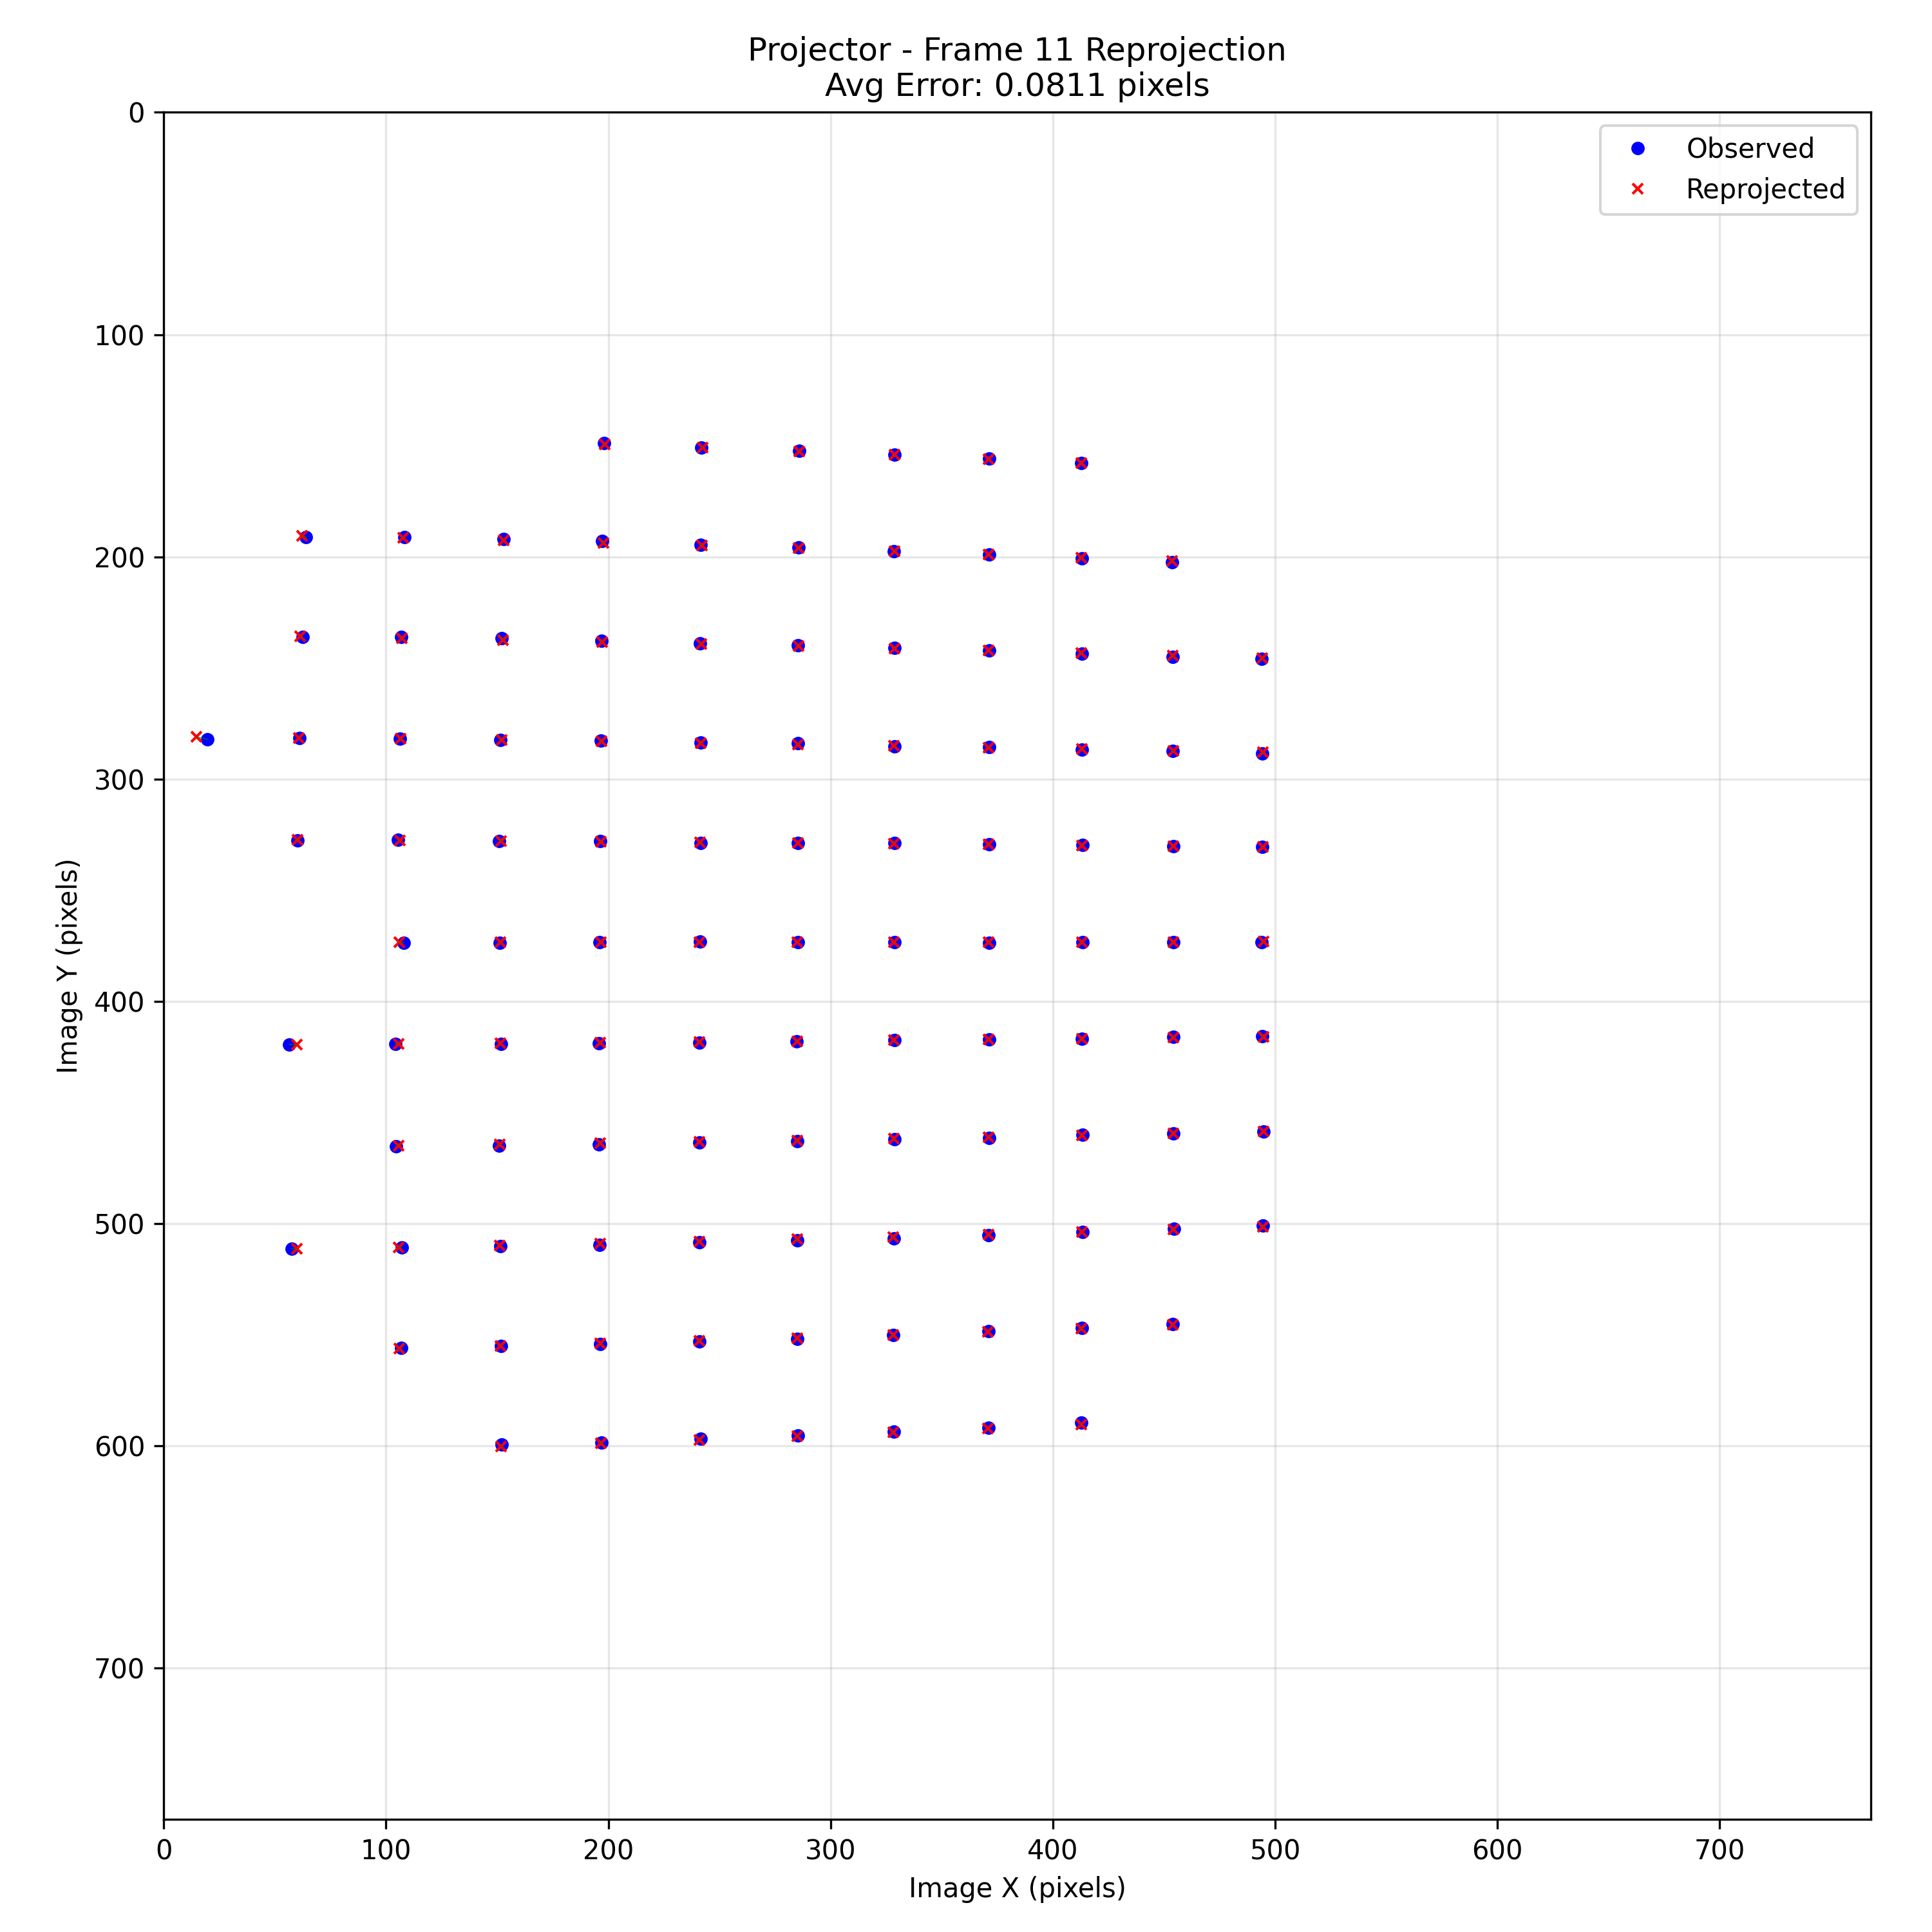 Projector - Frame 11 Reprojection
Avg Error: 0.0811 pixels
Observed
Reprojected
0
100
200
300
400
500
600
700
Image Y (pixels)
0
100
200
300
400
500
600
700
Image X (pixels)